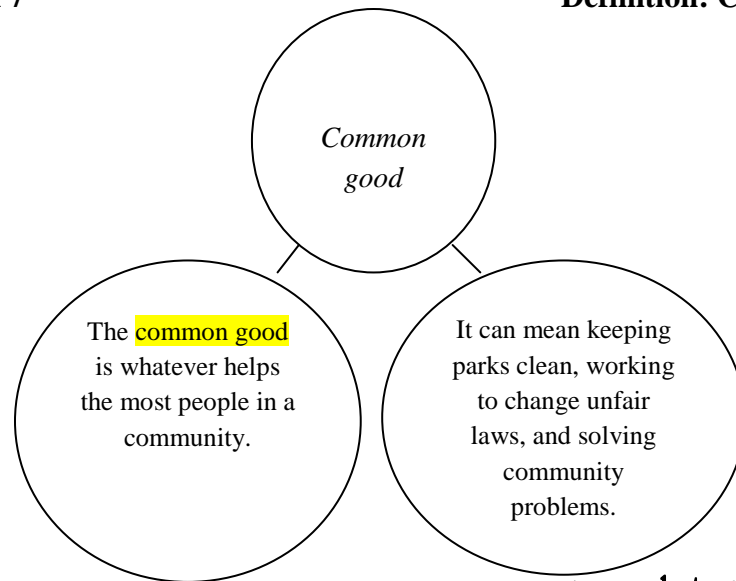 Common
good
The common good
is whatever helps
the most people in a
community.
It can mean keeping
parks clean, working
to change unfair
laws, and solving
community
problems.